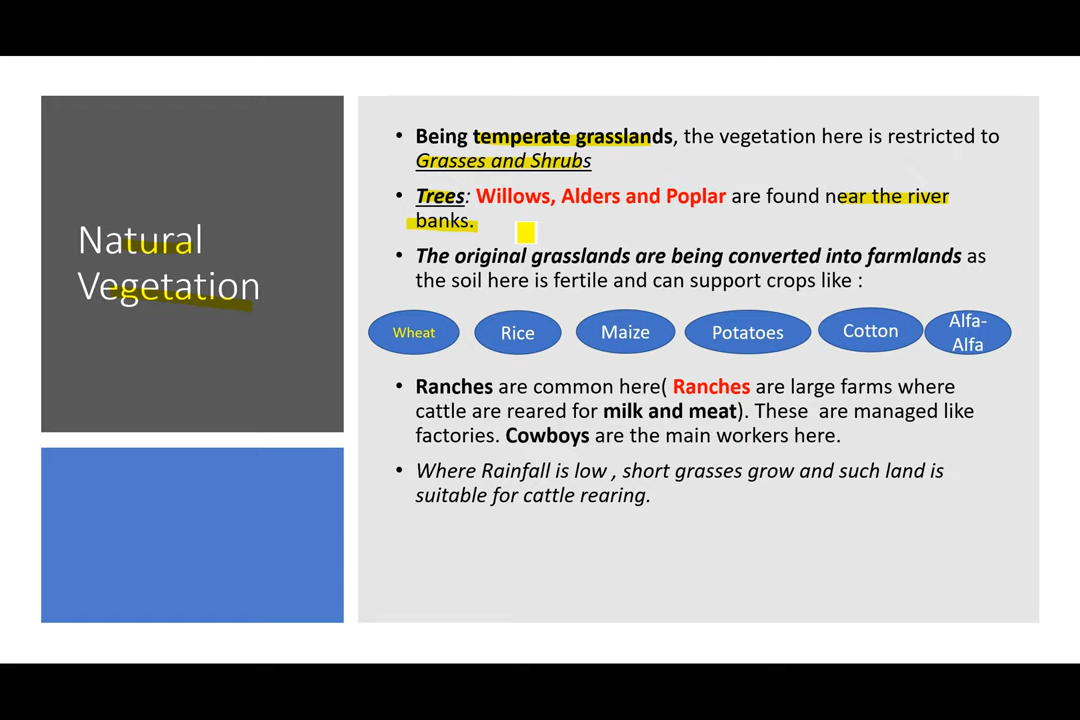 Natural
Vegetation
• Being temperate grasslands, the vegetation here is restricted to
Grasses and Shrubs
• Trees: Willows, Alders and Poplar are found near the river
banks.
• The original grasslands are being converted into farmlands as
the soil here is fertile and can support crops like :
Wheat Rice Maize Potatoes Cotton Alfa-
Alfa
• Ranches are common here( Ranches are large farms where
cattle are reared for milk and meat). These are managed like
factories. Cowboys are the main workers here.
• Where Rainfall is low , short grasses grow and such land is
suitable for cattle rearing.